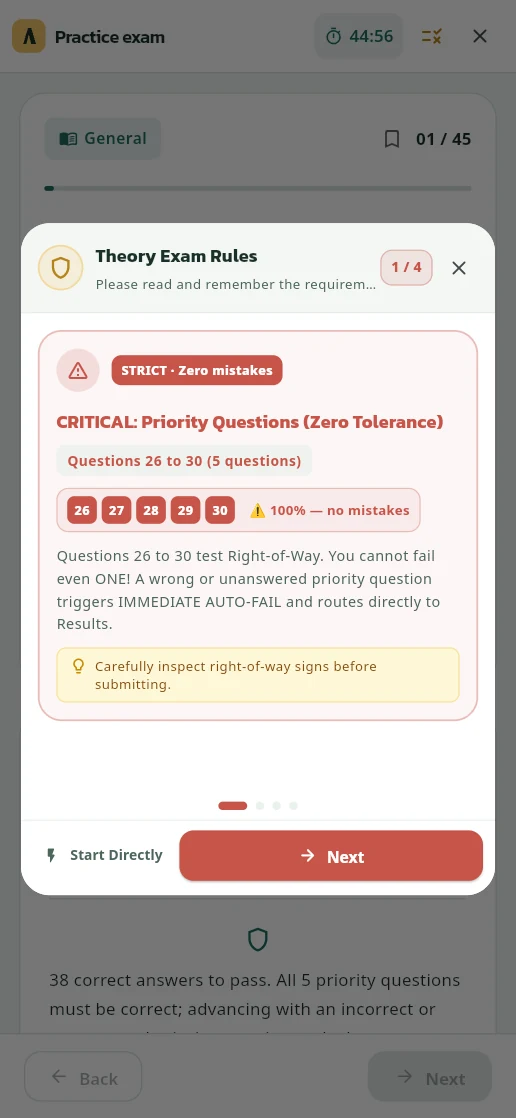 Practice exam
44:56
General
01 / 45
Theory Exam Rules
Please read and remember the requirem...
1 / 4
STRICT · Zero mistakes
CRITICAL: Priority Questions (Zero Tolerance)
Questions 26 to 30 (5 questions)
26 27 28 29 30 ⚠️ 100% — no mistakes
Questions 26 to 30 test Right-of-Way. You cannot fail
even ONE! A wrong or unanswered priority question
triggers IMMEDIATE AUTO-FAIL and routes directly to
Results.
Carefully inspect right-of-way signs before
submitting.
Start Directly
Next
38 correct answers to pass. All 5 priority questions
must be correct; advancing with an incorrect or
Back
Next